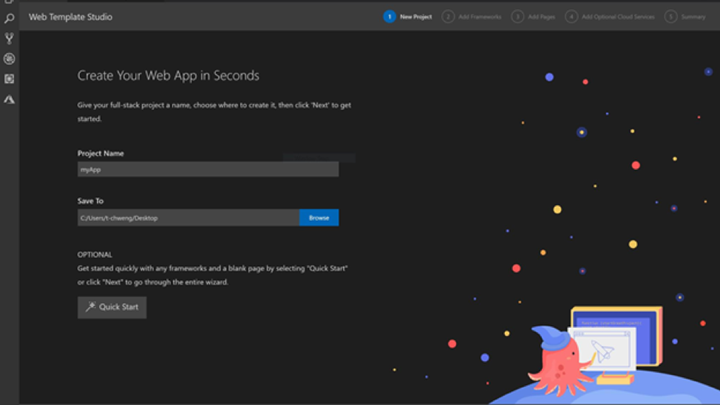 Web Template Studio
1 New Project 2 Add Frameworks 3 Add Pages 4 Add Optional Cloud Services 5 Summary
Create Your Web App in Seconds
Give your full-stack project a name, choose where to create it, then click 'Next' to get
started.
Project Name
myApp
Save To
C:/Users/t-chweng/Desktop
Browse
OPTIONAL
Get started quickly with any frameworks and a blank page by selecting "Quick Start"
or click "Next" to go through the entire wizard.
Quick Start